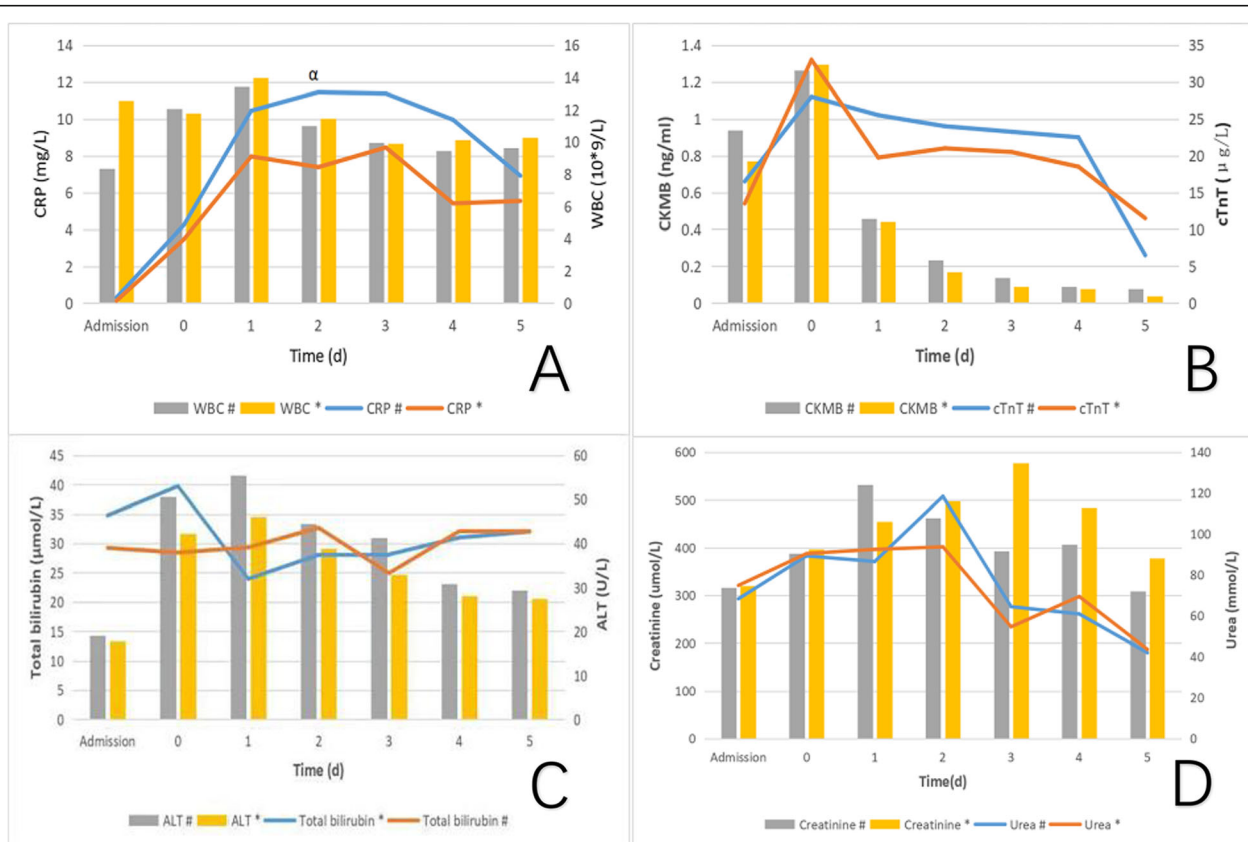 14
12
10
8
6
4
2
0
CRP (mg/L)
α
16
14
12
10
8
6
4
2
0
WBC (10*9/L)
Admission 0 1 2 3 4 5
Time (d)
A
WBC # WBC * CRP # CRP *
1.4
1.2
1
0.8
0.6
0.4
0.2
0
CKMB (ng/ml)
35
30
25
20
15
10
5
0
cTnT ( μ g/L)
Admission 0 1 2 3 4 5
Time (d)
B
CKMB # CKMB * cTnT # cTnT *
45
40
35
30
25
20
15
10
5
0
Total bilirubin (μmol/L)
60
50
40
30
20
10
0
ALT (U/L)
Admission 0 1 2 3 4 5
Time (d)
C
ALT # ALT * Total bilirubin * Total bilirubin #
600
500
400
300
200
100
0
Creatinine (umol/L)
140
120
100
80
60
40
20
0
Urea (mmol/L)
Admission 0 1 2 3 4 5
Time(d)
D
Creatinine # Creatinine * Urea # Urea *